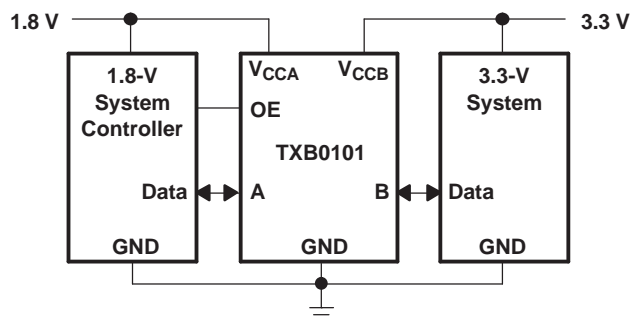 1.8 V
3.3 V
1.8-V
System
Controller
VCCA
VCCB
OE
TXB0101
3.3-V
System
Data
A
B
Data
GND
GND
GND